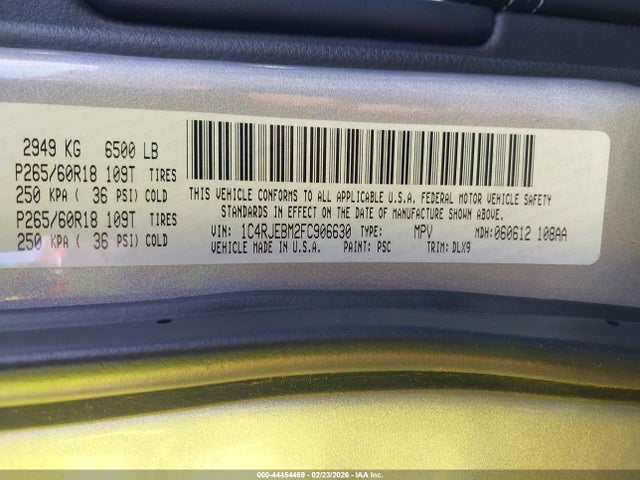 2949 KG 6500 LB
P265/60R18 109T TIRES
250 KPA ( 36 PSI) COLD
P265/60R18 109T TIRES
250 KPA ( 36 PSI) COLD
THIS VEHICLE CONFORMS TO ALL APPLICABLE U.S.A. FEDERAL MOTOR VEHICLE SAFETY
STANDARDS IN EFFECT ON THE DATE OF MANUFACTURE SHOWN ABOVE.
VIN: 1C4RJEBM2FC906630 TYPE: MPV MDH:060612 108AA
VEHICLE MADE IN U.S.A. PAINT: PSC TRIM: DLX9
000-44454469 - 02/23/2026 - IAA Inc.